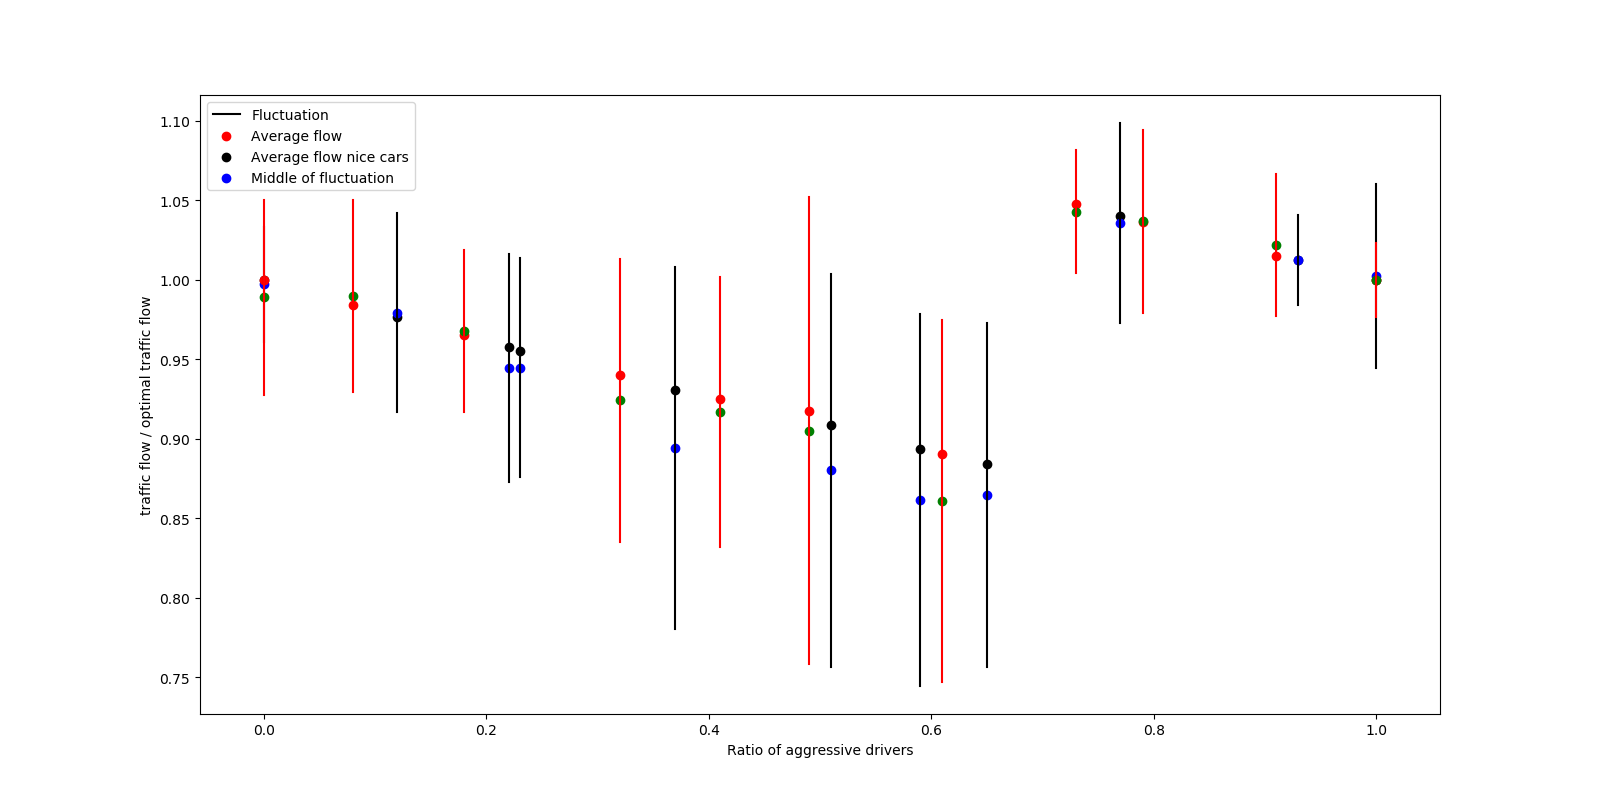 Fluctuation
Average flow
Average flow nice cars
Middle of fluctuation
1.10
1.05
1.00
0.95
0.90
0.85
0.80
0.75
traffic flow / optimal traffic flow
0.0 0.2 0.4 0.6 0.8 1.0
Ratio of aggressive drivers